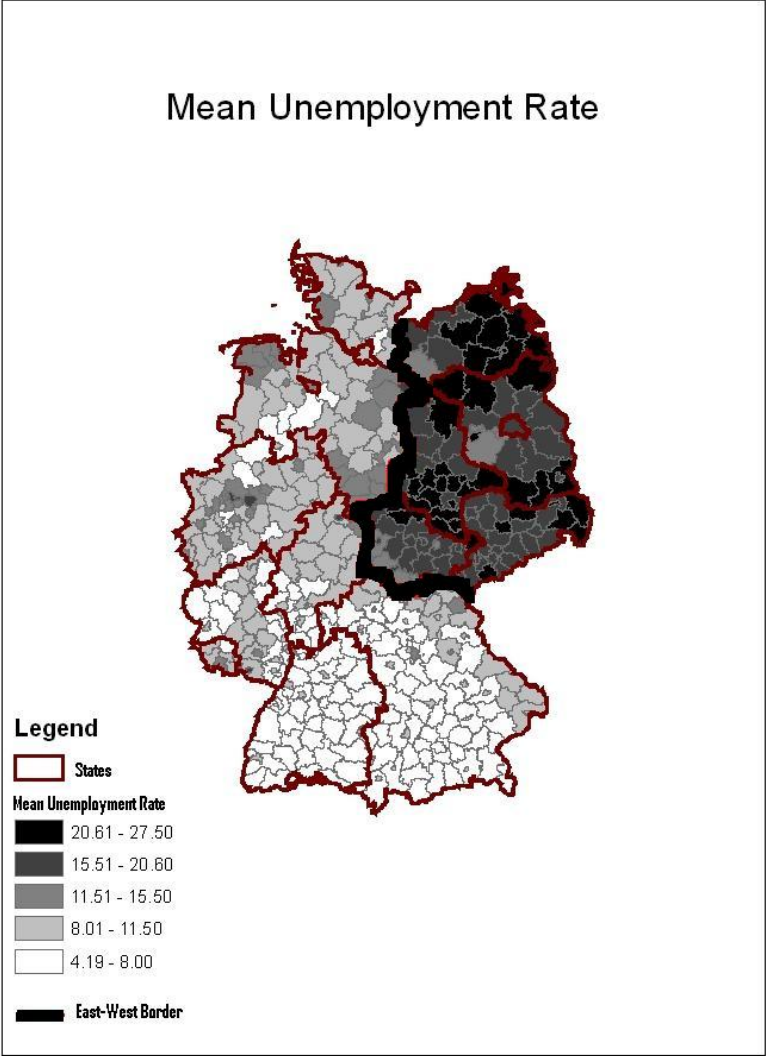 Mean Unemployment Rate
Legend
States
Mean Unemployment Rate
20.61 - 27.50
15.51 - 20.60
11.51 - 15.50
8.01 - 11.50
4.19 - 8.00
East-West Border